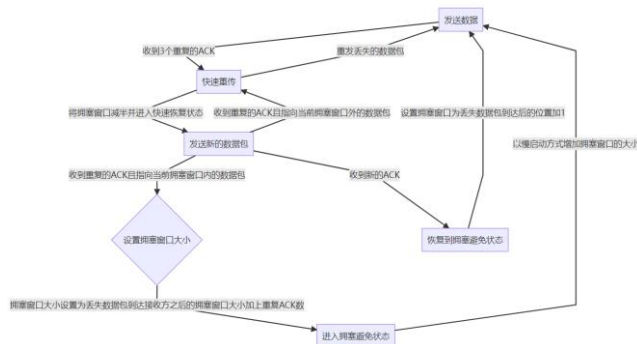 发送数据
收到3个重复的ACK
重发丢失的数据包
快速重传
将拥塞窗口减半并进入快速恢复状态
收到重复的ACK且指向当前拥塞窗口外的数据包
设置拥塞窗口为丢失数据包到达后的位置加1
发送新的数据包
以慢启动方式增加拥塞窗口的大小
收到重复的ACK且指向当前拥塞窗口内的数据包
收到新的ACK
设置拥塞窗口大小
恢复到拥塞避免状态
拥塞窗口大小设置为丢失数据包到达接收方之后的拥塞窗口大小加上重复ACK数
进入拥塞避免状态